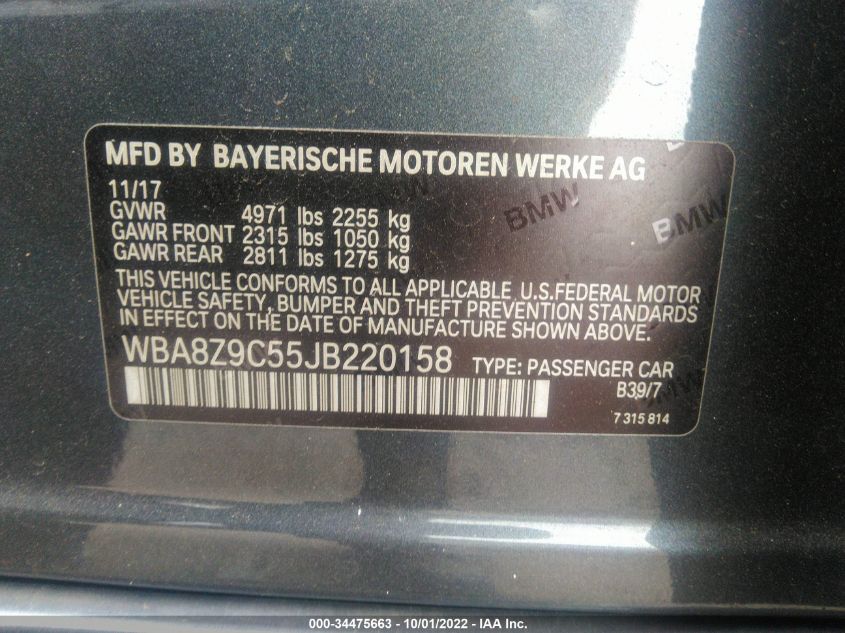 MFD BY BAYERISCHE MOTOREN WERKE AG
11/17
GVWR 4971 lbs 2255 kg
GAWR FRONT 2315 lbs 1050 kg
GAWR REAR 2811 lbs 1275 kg
THIS VEHICLE CONFORMS TO ALL APPLICABLE U.S.FEDERAL MOTOR
VEHICLE SAFETY, BUMPER AND THEFT PREVENTION STANDARDS
IN EFFECT ON THE DATE OF MANUFACTURE SHOWN ABOVE.
WBA8Z9C55JB220158 TYPE: PASSENGER CAR
B39/7
7 315 814
BMW
BMW
000-34475663 - 10/01/2022 - IAA Inc.